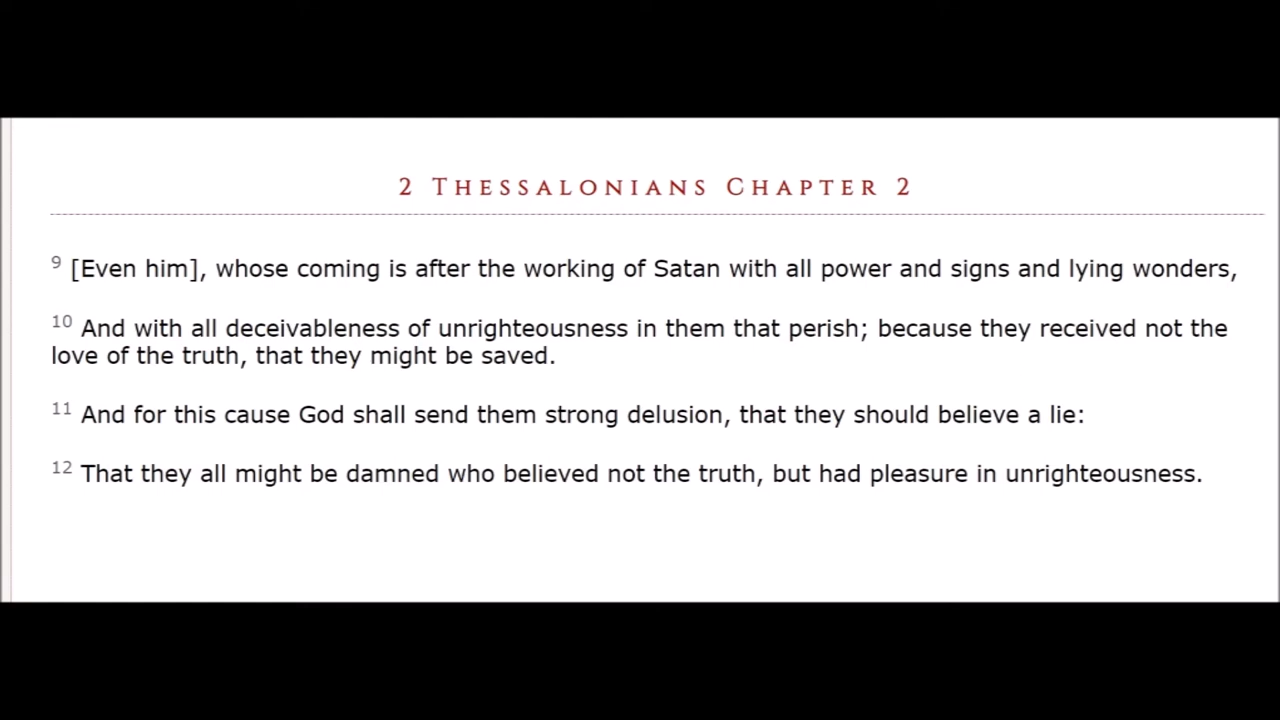 2 Thessalonians Chapter 2
9 [Even him], whose coming is after the working of Satan with all power and signs and lying wonders,
10 And with all deceivableness of unrighteousness in them that perish; because they received not the
love of the truth, that they might be saved.
11 And for this cause God shall send them strong delusion, that they should believe a lie:
12 That they all might be damned who believed not the truth, but had pleasure in unrighteousness.